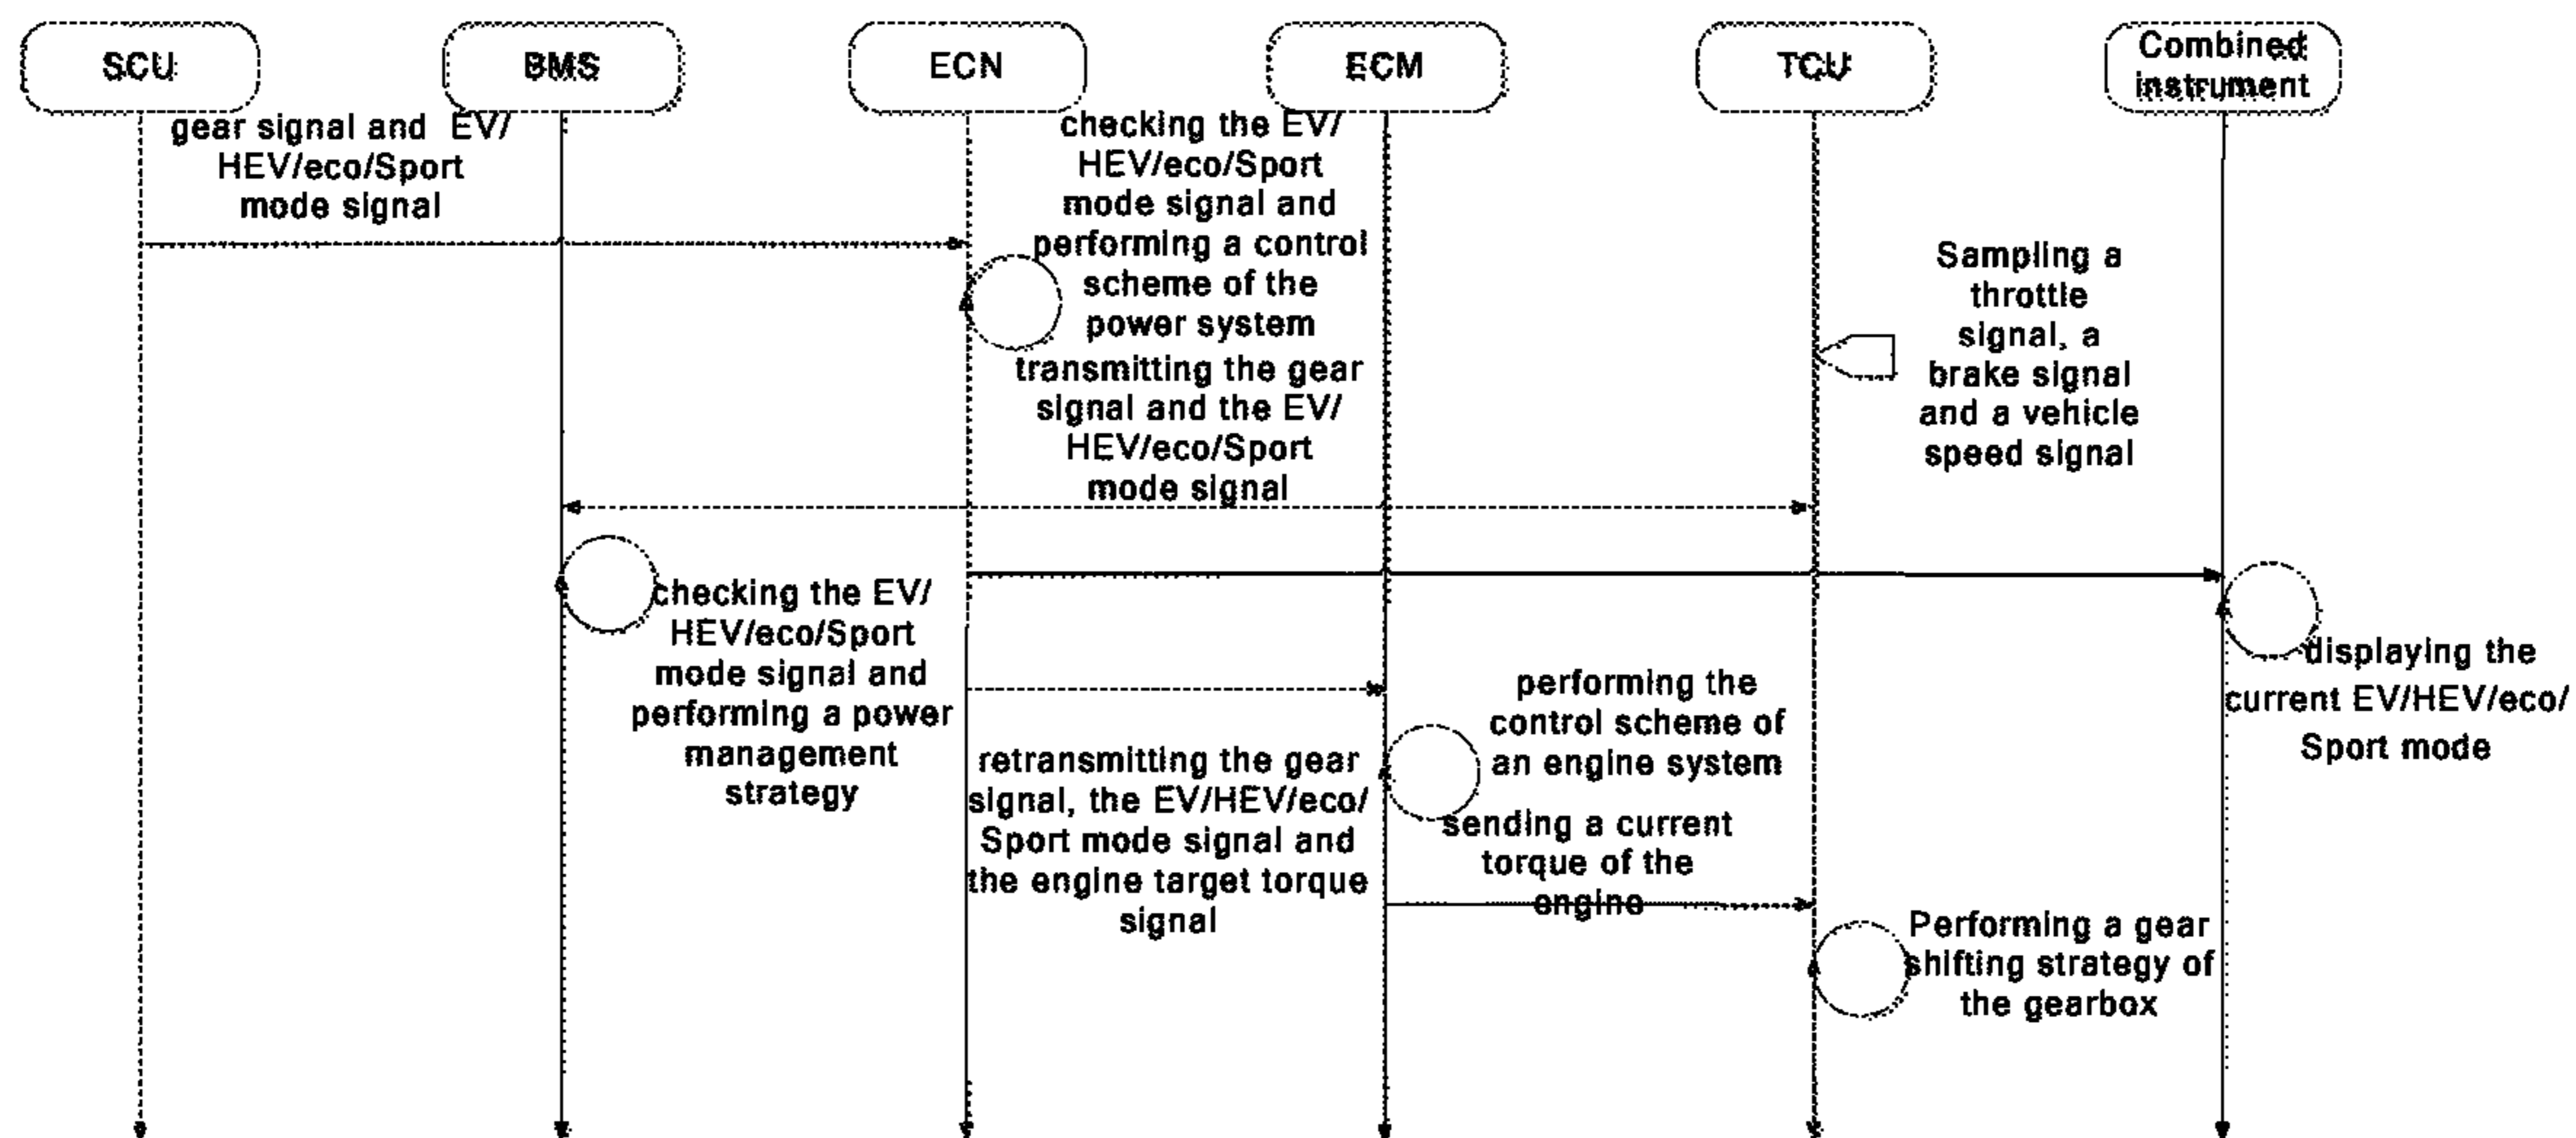 SCU
BMS
ECN
ECM
TCU
Combined
instrument
gear signal and EV/
HEV/eco/Sport
mode signal
checking the EV/
HEV/eco/Sport
mode signal and
performing a control
scheme of the
power system
transmitting the gear
signal and the EV/
HEV/eco/Sport
mode signal
Sampling a
throttle
signal, a
brake signal
and a vehicle
speed signal
checking the EV/
HEV/eco/Sport
mode signal and
performing a power
management
strategy
retransmitting the gear
signal, the EV/HEV/eco/
Sport mode signal and
the engine target torque
signal
performing the
control scheme of
an engine system
sending a current
torque of the
engine
displaying the
current EV/HEV/eco/
Sport mode
Performing a gear
shifting strategy of
the gearbox